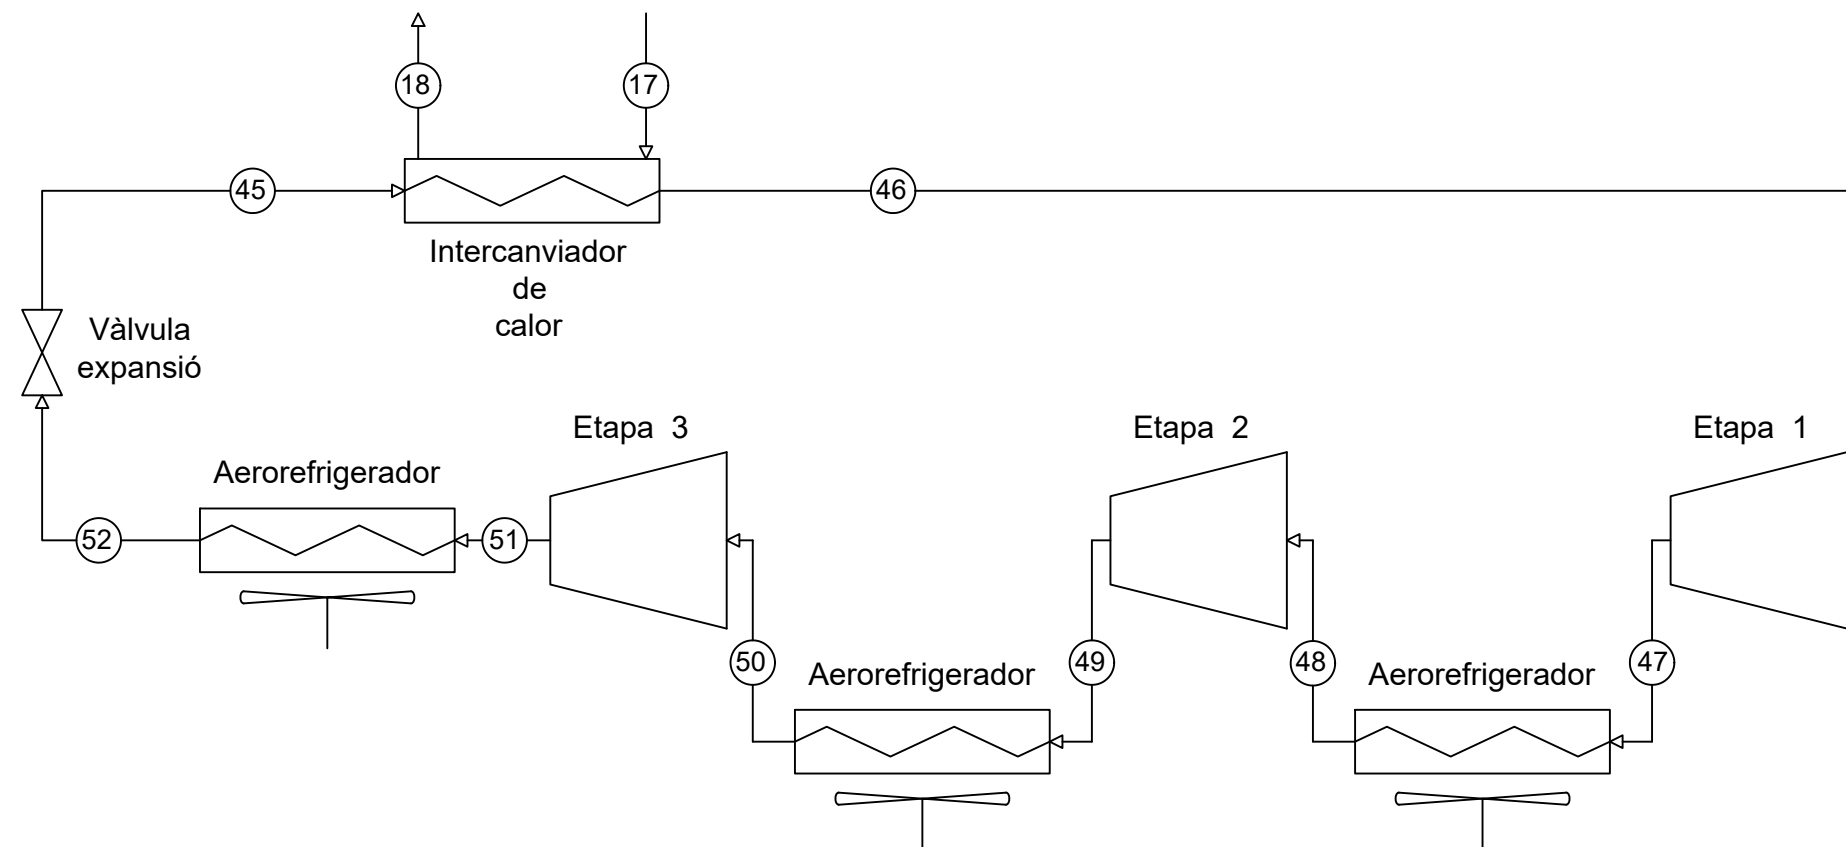 18
17
45
46
Intercanviador
de
calor
Vàlvula
expansió
Etapa 3
Etapa 2
Etapa 1
Aerorefrigerador
52
51
50
49
48
47
Aerorefrigerador
Aerorefrigerador